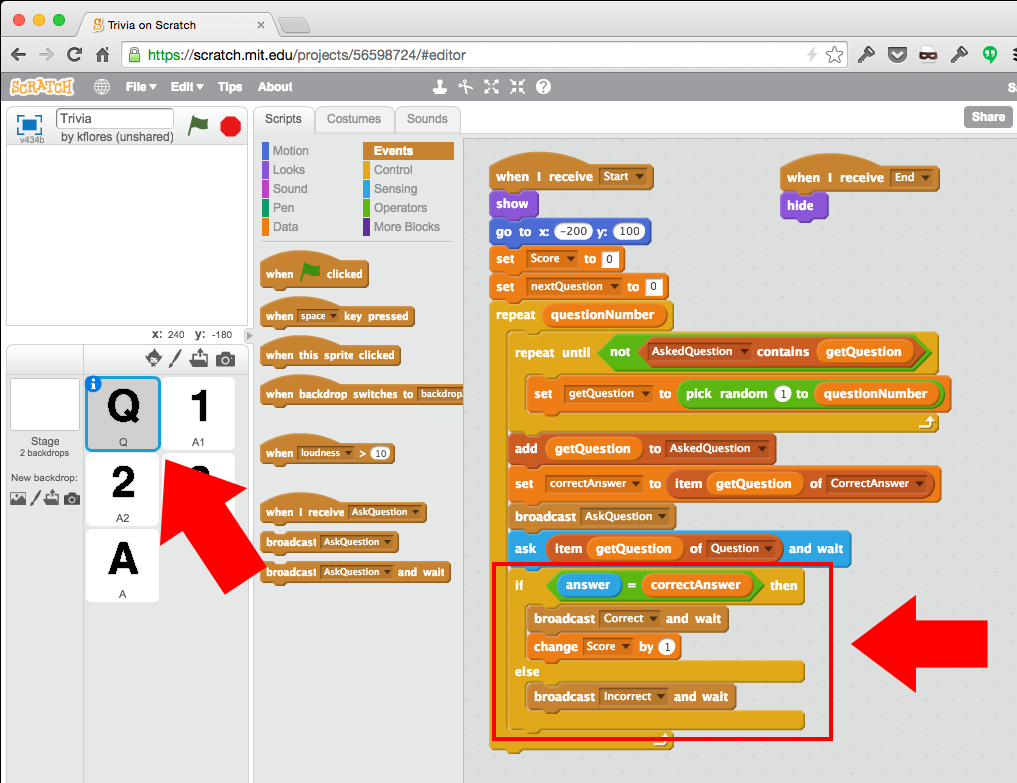 Trivia on Scratch
https://scratch.mit.edu/projects/56598724/#editor
SCRATCH File Edit Tips About
Trivia
by kflores (unshared)
v434b
Scripts Costumes Sounds
Share
Motion Events
Looks Control
Sound Sensing
Pen Operators
Data More Blocks
when clicked
when space key pressed
when this sprite clicked
when backdrop switches to backdrop
when loudness > 10
when I receive AskQuestion
broadcast AskQuestion
broadcast AskQuestion and wait
x: 240 y: -180
Q
Q
1
A1
2
A2
A
A
Stage
2 backdrops
New backdrop:
when I receive Start
show
go to x: -200 y: 100
set Score to 0
set nextQuestion to 0
repeat questionNumber
repeat until not AskedQuestion contains getQuestion
set getQuestion to pick random 1 to questionNumber
add getQuestion to AskedQuestion
set correctAnswer to item getQuestion of CorrectAnswer
broadcast AskQuestion
ask item getQuestion of Question and wait
if answer = correctAnswer then
broadcast Correct and wait
change Score by 1
else
broadcast Incorrect and wait
when I receive End
hide